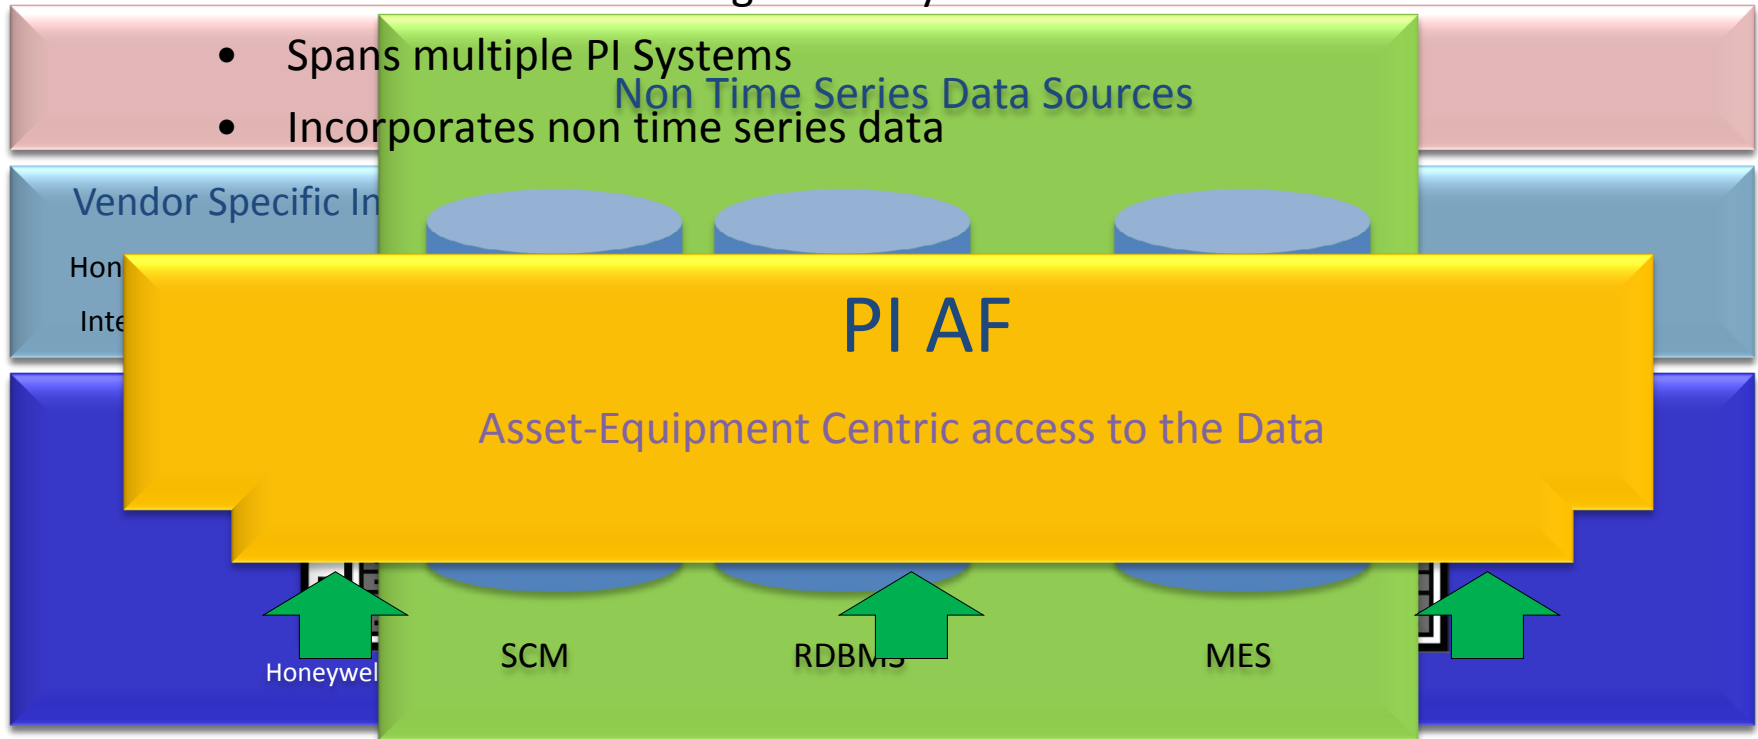 • Spans multiple PI Systems
Non Time Series Data Sources
• Incorporates non time series data
Vendor Specific In
Hon
Inte
PI AF
Asset-Equipment Centric access to the Data
SCM
RDBMS
MES
Honeywel